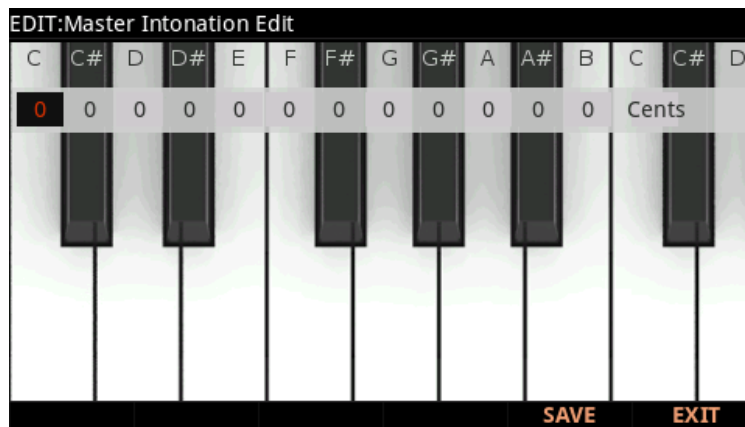 EDIT:Master Intonation Edit
C C# D D# E F F# G G# A A# B C C# D
0 0 0 0 0 0 0 0 0 0 0 0 Cents
SAVE EXIT